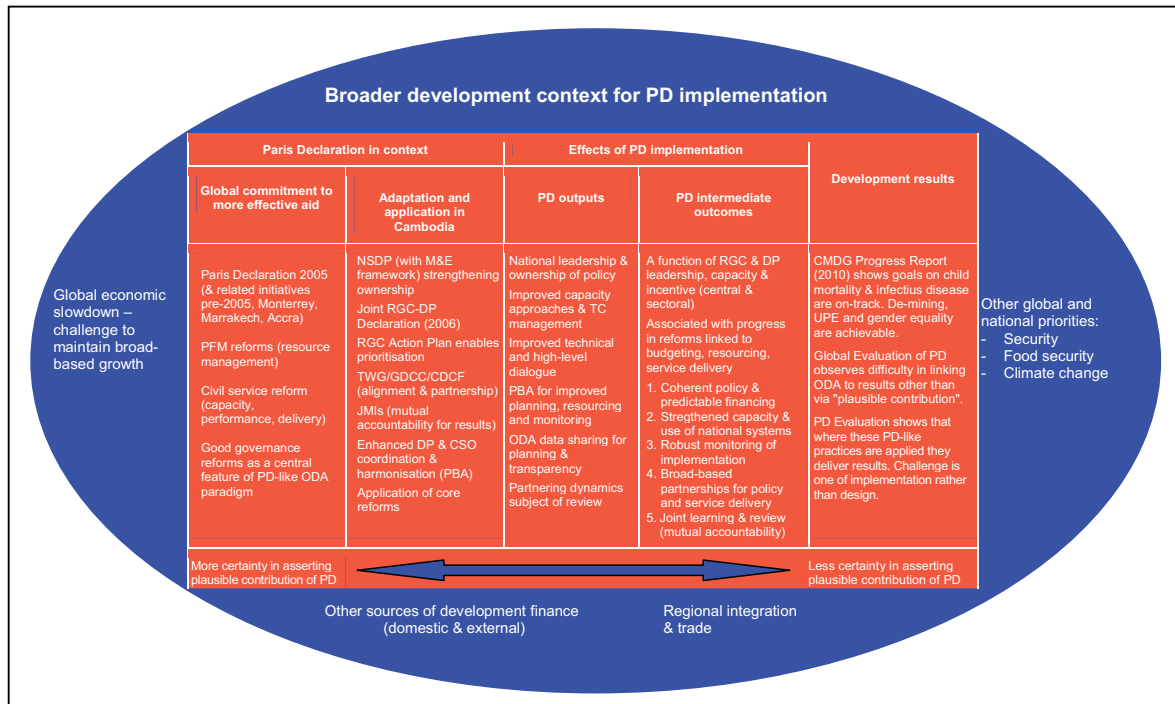 Broader development context for PD implementation
Global economic
slowdown –
challenge to
maintain broad-
based growth
Paris Declaration in context
Effects of PD implementation
Development results
Global commitment to
more effective aid
Adaptation and
application in
Cambodia
PD outputs
PD intermediate
outcomes
Paris Declaration 2005
(& related initiatives
pre-2005, Monterrey,
Marrakech, Accra)
PFM reforms (resource
management)
Civil service reform
(capacity,
performance, delivery)
Good governance
reforms as a central
feature of PD-like ODA
paradigm
NSDP (with M&E
framework) strengthening
ownership
Joint RGC-DP
Declaration (2006)
RGC Action Plan enables
prioritisation
TWG/GDCC/CDCF
(alignment & partnership)
JMIs (mutual
accountability for results)
Enhanced DP & CSO
coordination &
harmonisation (PBA)
Application of core
reforms
National leadership &
ownership of policy
Improved capacity
approaches & TC
management
Improved technical
and high-level
dialogue
PBA for improved
planning, resourcing
and monitoring
ODA data sharing for
planning &
transparency
Partnering dynamics
subject of review
A function of RGC & DP
leadership, capacity &
incentive (central &
sectoral)
Associated with progress
in reforms linked to
budgeting, resourcing,
service delivery
1. Coherent policy &
predictable financing
2. Stregthened capacity &
use of national systems
3. Robust monitoring of
implementation
4. Broad-based
partnerships for policy
and service delivery
5. Joint learning & review
(mutual accountability)
CMDG Progress Report
(2010) shows goals on child
mortality & infectius disease
are on-track. De-mining,
UPE and gender equality
are achievable.
Global Evaluation of PD
observes difficulty in linking
ODA to results other than
via "plausible contribution".
PD Evaluation shows that
where these PD-like
practices are applied they
deliver results. Challenge is
one of implementation rather
than design.
Other global and
national priorities:
- Security
- Food security
- Climate change
More certainty in asserting
plausible contribution of PD
Less certainty in asserting
plausible contribution of PD
Other sources of development finance
(domestic & external)
Regional integration
& trade